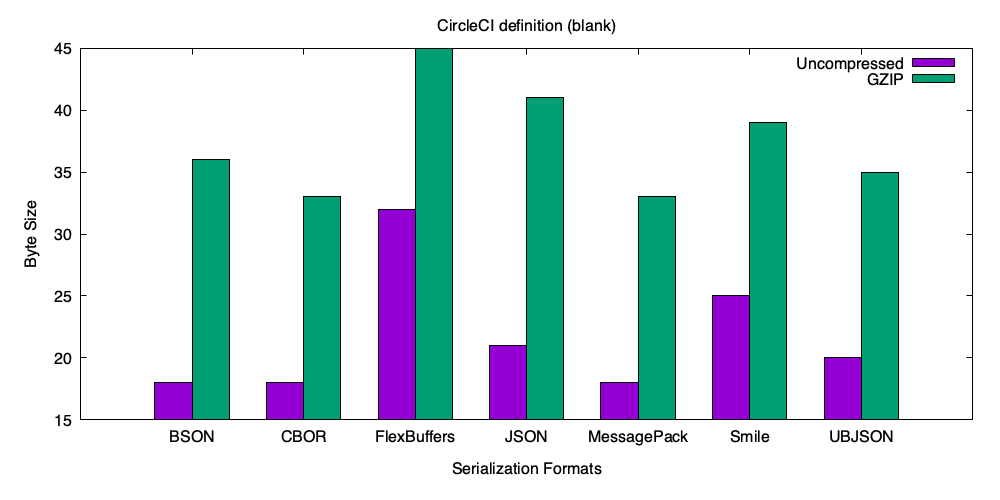 CircleCI definition (blank)
Uncompressed
GZIP
45
40
35
30
25
20
15
Byte Size
BSON CBOR FlexBuffers JSON MessagePack Smile UBJSON
Serialization Formats